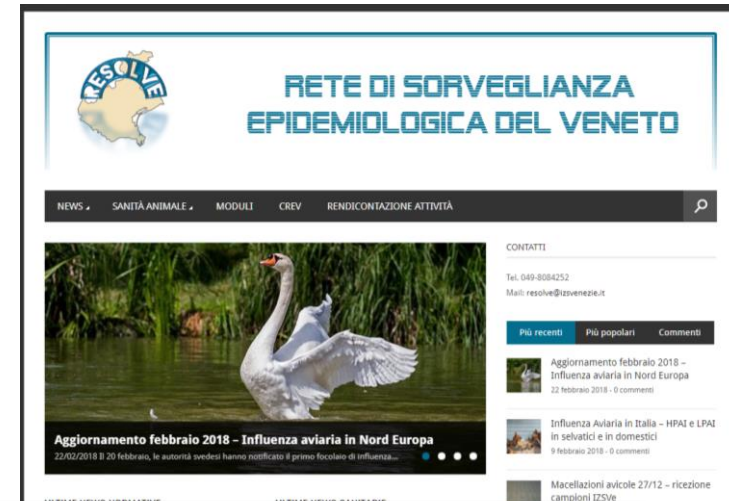 RESOLVE
RETE DI SORVEGLIANZA
EPIDEMIOLOGICA DEL VENETO
NEWS
SANITÀ ANIMALE
MODULI
CREV
RENDICONTAZIONE ATTIVITÀ
CONTATTI
Tel. 049-8084252
Mail: resolve@izsvenezie.it
Più recenti
Più popolari
Commenti
Aggiornamento febbraio 2018 –
Influenza aviaria in Nord Europa
22 febbraio 2018 - 0 commenti
Influenza Aviaria in Italia – HPAI e LPAI
in selvatici e in domestici
9 febbraio 2018 - 0 commenti
Macellazioni avicole 27/12 – ricezione
campioni IZSVe
Aggiornamento febbraio 2018 – Influenza aviaria in Nord Europa
22/02/2018 Il 20 febbraio, le autorità svedesi hanno notificato il primo focolaio di influenza...